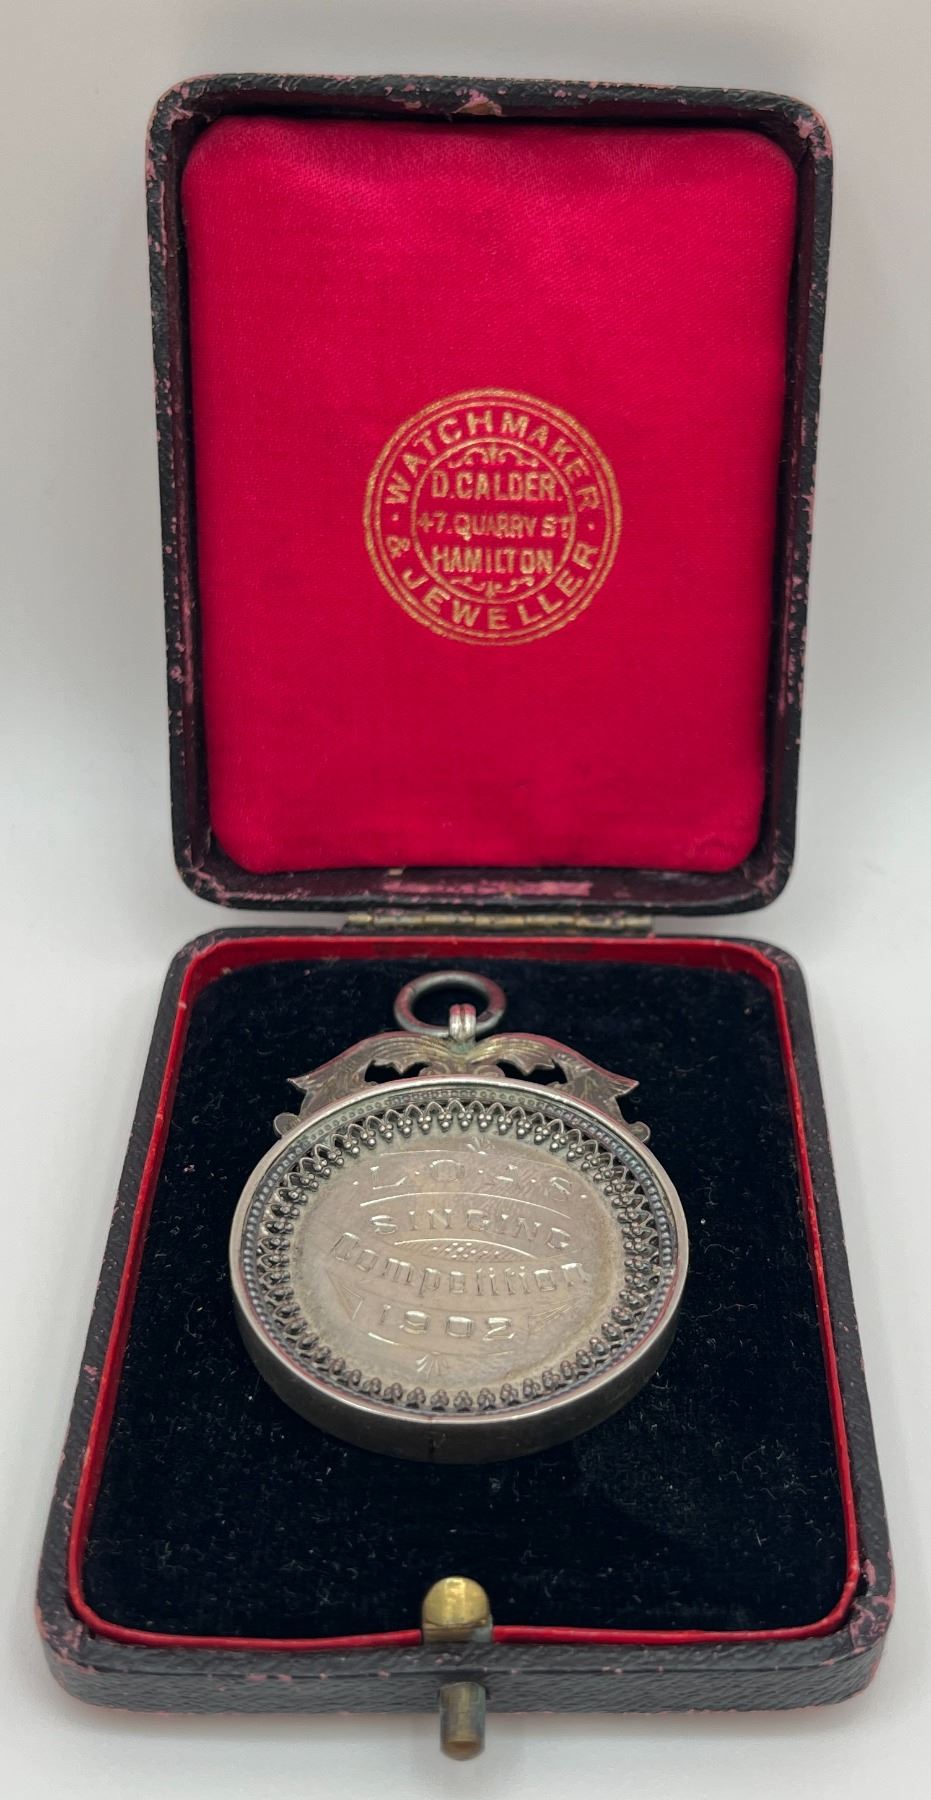 WATCHMAKER
& JEWELLER
D. CALDER.
47. QUARRY ST
HAMILTON
SINGING
Competition
1902